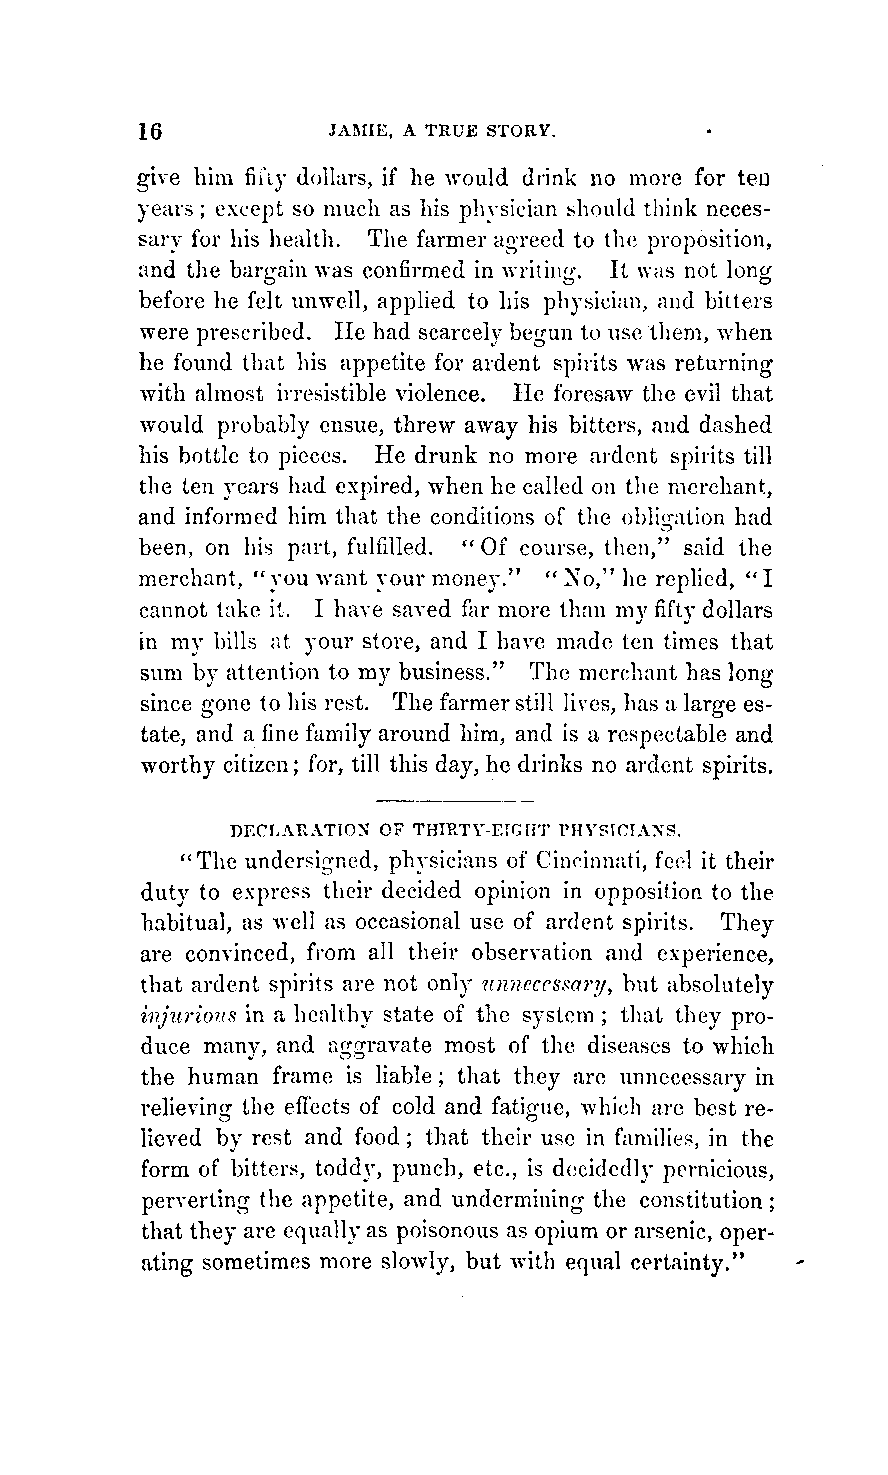 16 JAMIE, A TRUE STORY.
give him fifty dollars, if he would drink no more for ten
years; except so much as his physician should think neces-
sary for his health. The farmer agreed to the proposition,
and the bargain was confirmed in writing. It was not long
before he felt unwell, applied to his physician, and bitters
were prescribed. He had scarcely begun to use them, when
he found that his appetite for ardent spirits was returning
with almost irresistible violence. He foresaw the evil that
would probably ensue, threw away his bitters, and dashed
his bottle to pieces. He drunk no more ardent spirits till
the ten years had expired, when he called on the merchant,
and informed him that the conditions of the obligation had
been, on his part, fulfilled. "Of course, then," said the
merchant, "you want your money." "No," he replied, "I
cannot take it. I have saved far more than my fifty dollars
in my bills at your store, and I have made ten times that
sum by attention to my business." The merchant has long
since gone to his rest. The farmer still lives, has a large es-
tate, and a fine family around him, and is a respectable and
worthy citizen; for, till this day, he drinks no ardent spirits.
DECLARATION OF THIRTY-EIGHT PHYSICIANS.
"The undersigned, physicians of Cincinnati, feel it their
duty to express their decided opinion in opposition to the
habitual, as well as occasional use of ardent spirits. They
are convinced, from all their observation and experience,
that ardent spirits are not only unnecessary, but absolutely
injurious in a healthy state of the system; that they pro-
duce many, and aggravate most of the diseases to which
the human frame is liable; that they are unnecessary in
relieving the effects of cold and fatigue, which are best re-
lieved by rest and food; that their use in families, in the
form of bitters, toddy, punch, etc., is decidedly pernicious,
perverting the appetite, and undermining the constitution;
that they are equally as poisonous as opium or arsenic, oper-
ating sometimes more slowly, but with equal certainty."